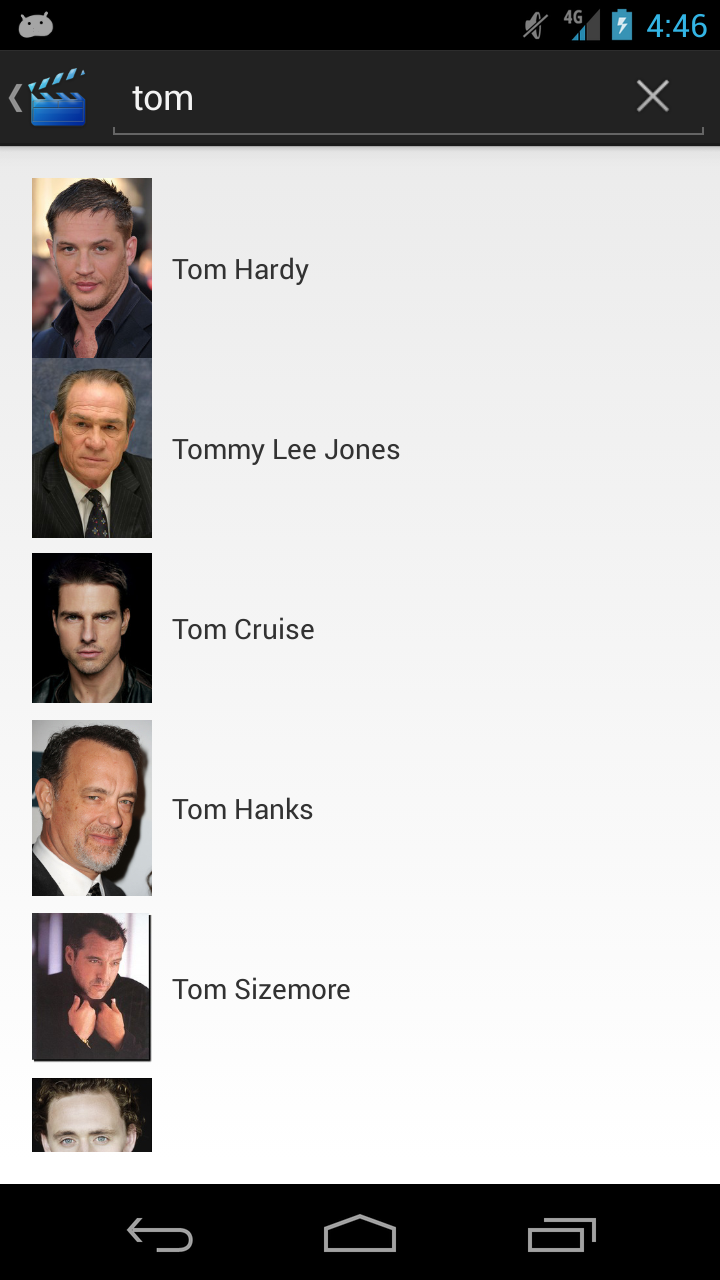 4G 4:46
tom
Tom Hardy
Tommy Lee Jones
Tom Cruise
Tom Hanks
Tom Sizemore